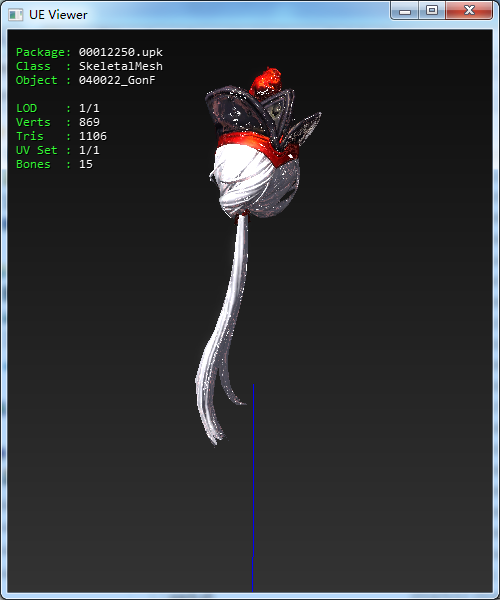 UE Viewer
Package: 00012250.upk
Class  : SkeletalMesh
Object : 040022_GonF
LOD    : 1/1
Verts  : 869
Tris   : 1106
UV Set : 1/1
Bones  : 15